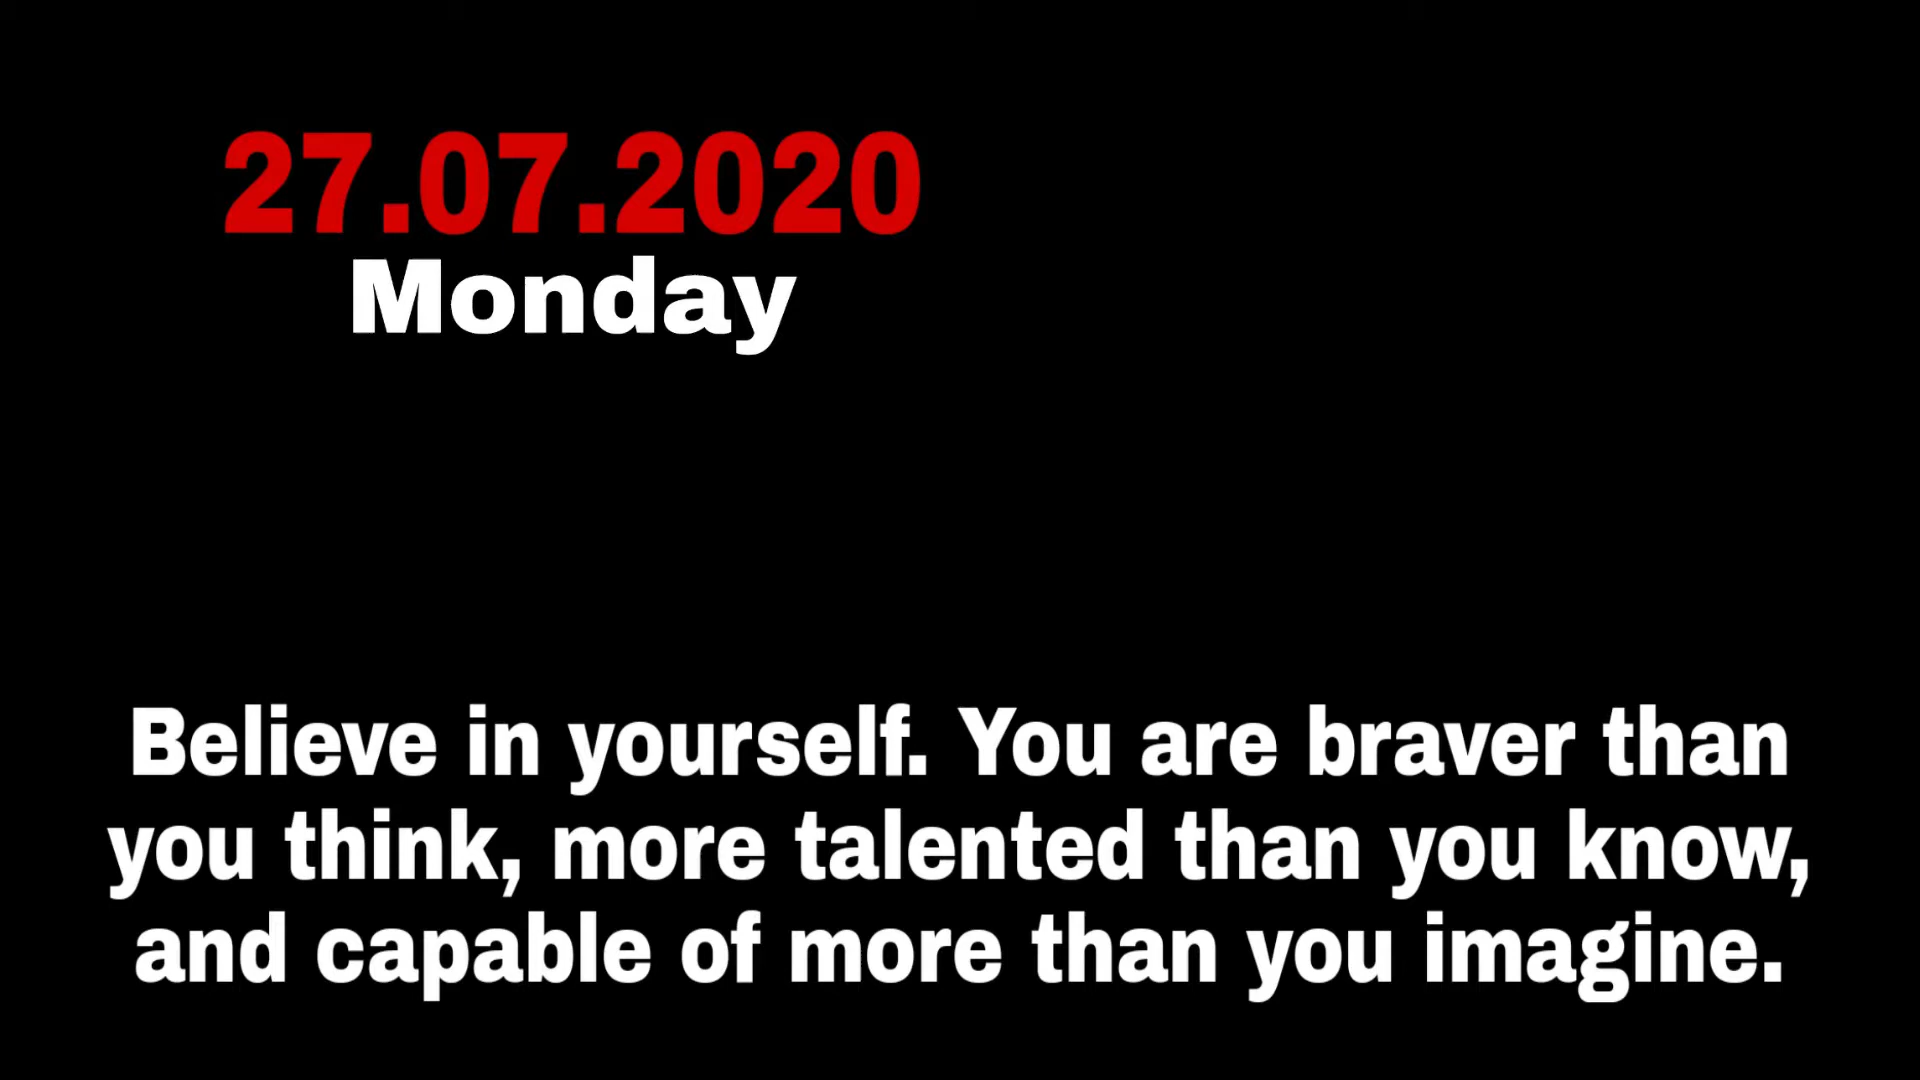 27.07.2020
Monday
Believe in yourself. You are braver than
you think, more talented than you know,
and capable of more than you imagine.